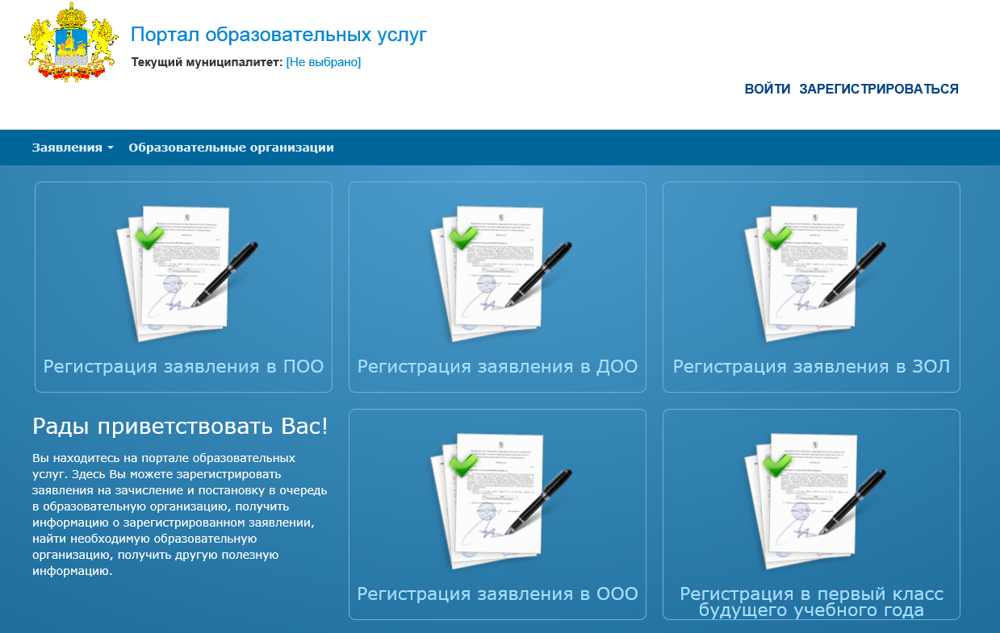 Портал образовательных услуг
Текущий муниципалитет: [Не выбрано]
ВОЙТИ ЗАРЕГИСТРИРОВАТЬСЯ
Заявления Образовательные организации
Регистрация заявления в ПОО
Регистрация заявления в ДОО
Регистрация заявления в ЗОЛ
Рады приветствовать Вас!
Вы находитесь на портале образовательных
услуг. Здесь Вы можете зарегистрировать
заявления на зачисление и постановку в очередь
в образовательную организацию, получить
информацию о зарегистрированном заявлении,
найти необходимую образовательную
организацию, получить другую полезную
информацию.
Регистрация заявления в ООО
Регистрация в первый класс
будущего учебного года